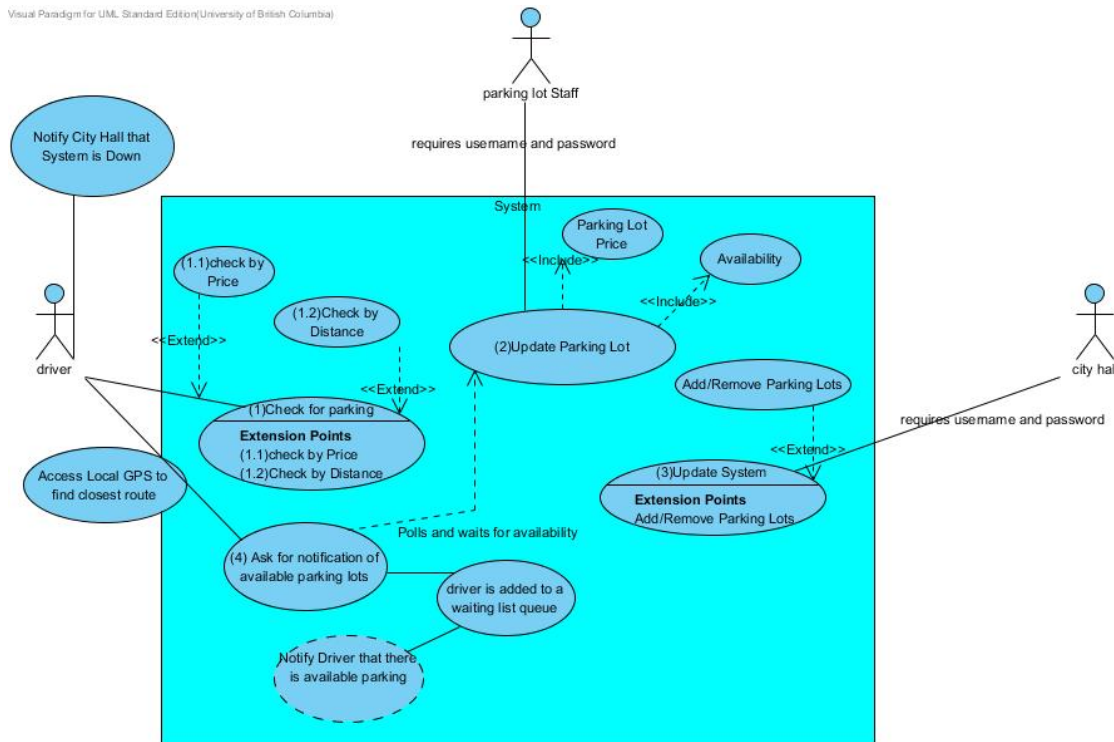 Visual Paradigm for UML Standard Edition(University of British Columbia)
parking lot Staff
requires username and password
Notify City Hall that
System is Down
System
Parking Lot
Price
<<Include>>
Availability
<<Include>>
(1.1)check by
Price
(1.2)Check by
Distance
<<Extend>>
(2)Update Parking Lot
driver
city hall
<<Extend>>
Add/Remove Parking Lots
(1)Check for parking
Extension Points
(1.1)check by Price
(1.2)Check by Distance
requires username and password
<<Extend>>
(3)Update System
Extension Points
Add/Remove Parking Lots
Access Local GPS to
find closest route
Polls and waits for availability
(4) Ask for notification of
available parking lots
driver is added to a
waiting list queue
Notify Driver that there
is available parking